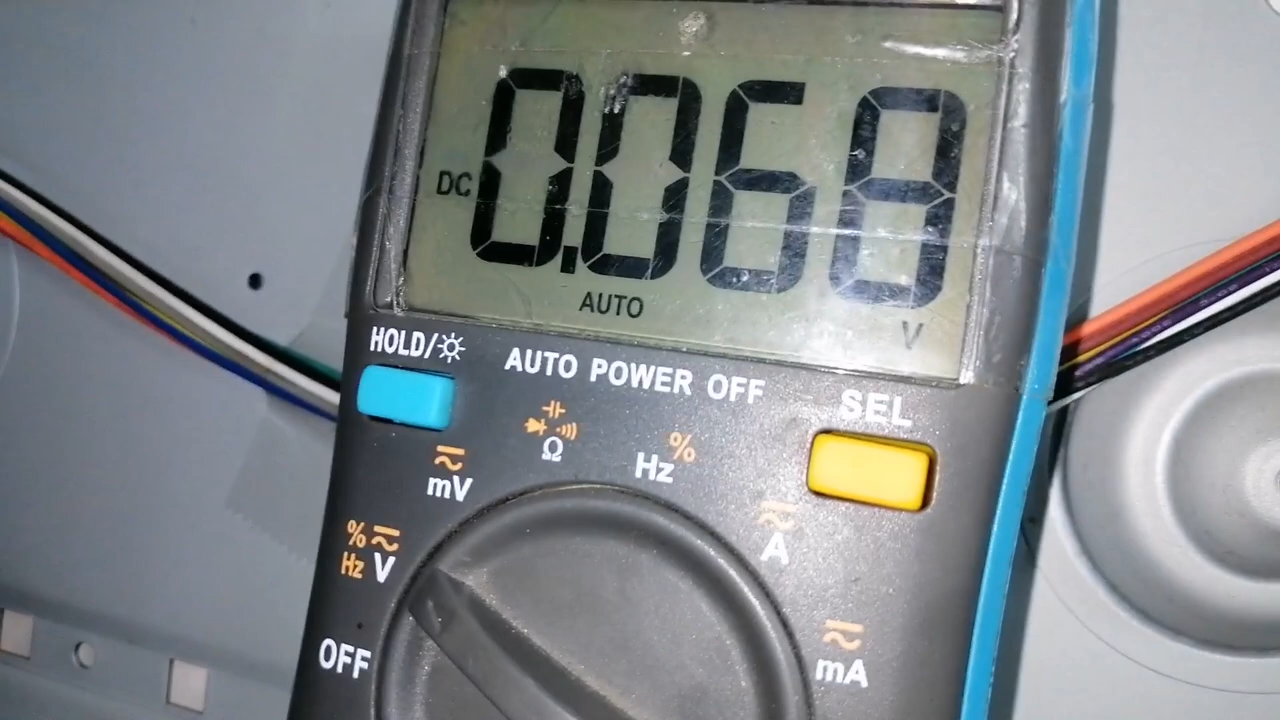 DC 0.068
AUTO
V
HOLD/
AUTO POWER OFF
SEL
Ω
Hz %
mV
A
% Hz V
OFF
mA